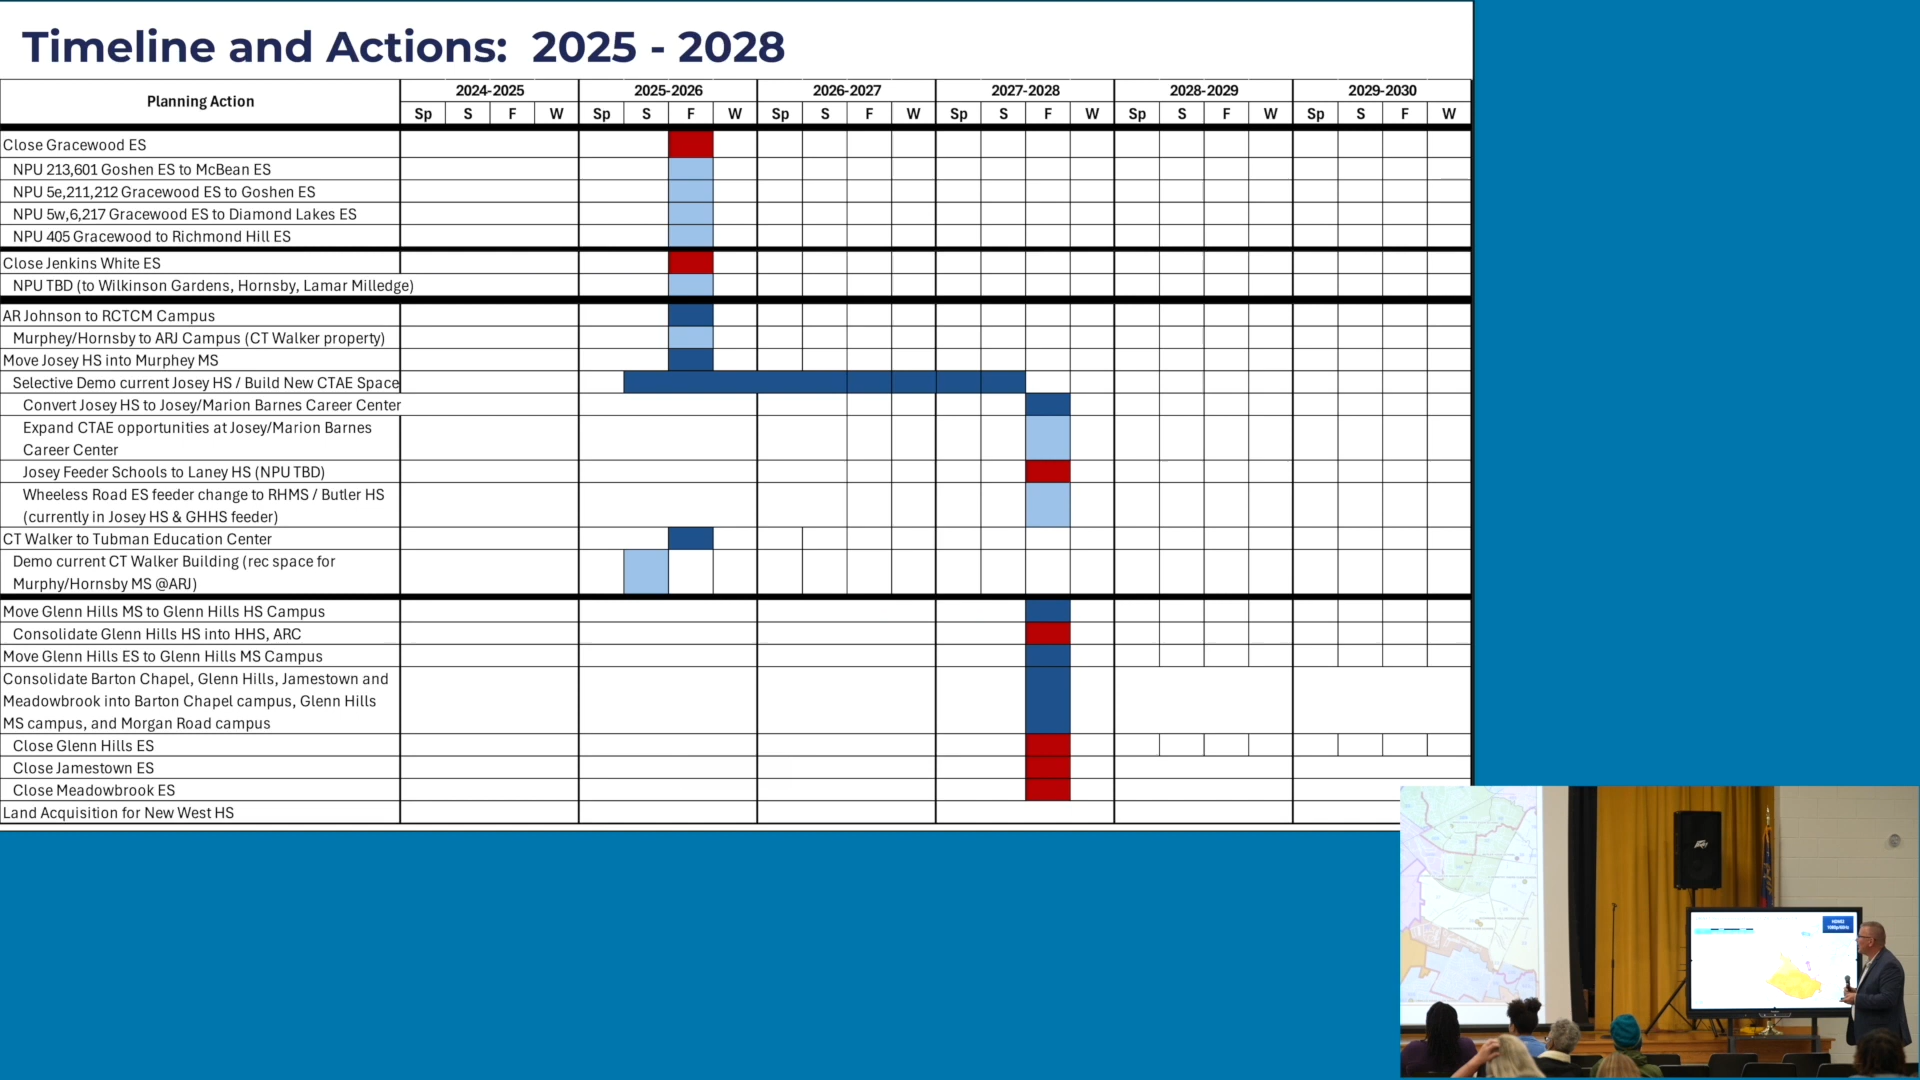 Timeline and Actions: 2025 - 2028
Planning Action
2024-2025 2025-2026 2026-2027 2027-2028 2028-2029 2029-2030
Sp S F W Sp S F W Sp S F W Sp S F W Sp S F W Sp S F W
Close Gracewood ES
NPU 213,601 Goshen ES to McBean ES
NPU 5e,211,212 Gracewood ES to Goshen ES
NPU 5w,6,217 Gracewood ES to Diamond Lakes ES
NPU 405 Gracewood to Richmond Hill ES
Close Jenkins White ES
NPU TBD (to Wilkinson Gardens, Hornsby, Lamar Milledge)
AR Johnson to RCTCM Campus
Murphey/Hornsby to ARJ Campus (CT Walker property)
Move Josey HS into Murphey MS
Selective Demo current Josey HS / Build New CTAE Space
Convert Josey HS to Josey/Marion Barnes Career Center
Expand CTAE opportunities at Josey/Marion Barnes
Career Center
Josey Feeder Schools to Laney HS (NPU TBD)
Wheeless Road ES feeder change to RHMS / Butler HS
(currently in Josey HS & GHHS feeder)
CT Walker to Tubman Education Center
Demo current CT Walker Building (rec space for
Murphy/Hornsby MS @ARJ)
Move Glenn Hills MS to Glenn Hills HS Campus
Consolidate Glenn Hills HS into HHS, ARC
Move Glenn Hills ES to Glenn Hills MS Campus
Consolidate Barton Chapel, Glenn Hills, Jamestown and
Meadowbrook into Barton Chapel campus, Glenn Hills
MS campus, and Morgan Road campus
Close Glenn Hills ES
Close Jamestown ES
Close Meadowbrook ES
Land Acquisition for New West HS